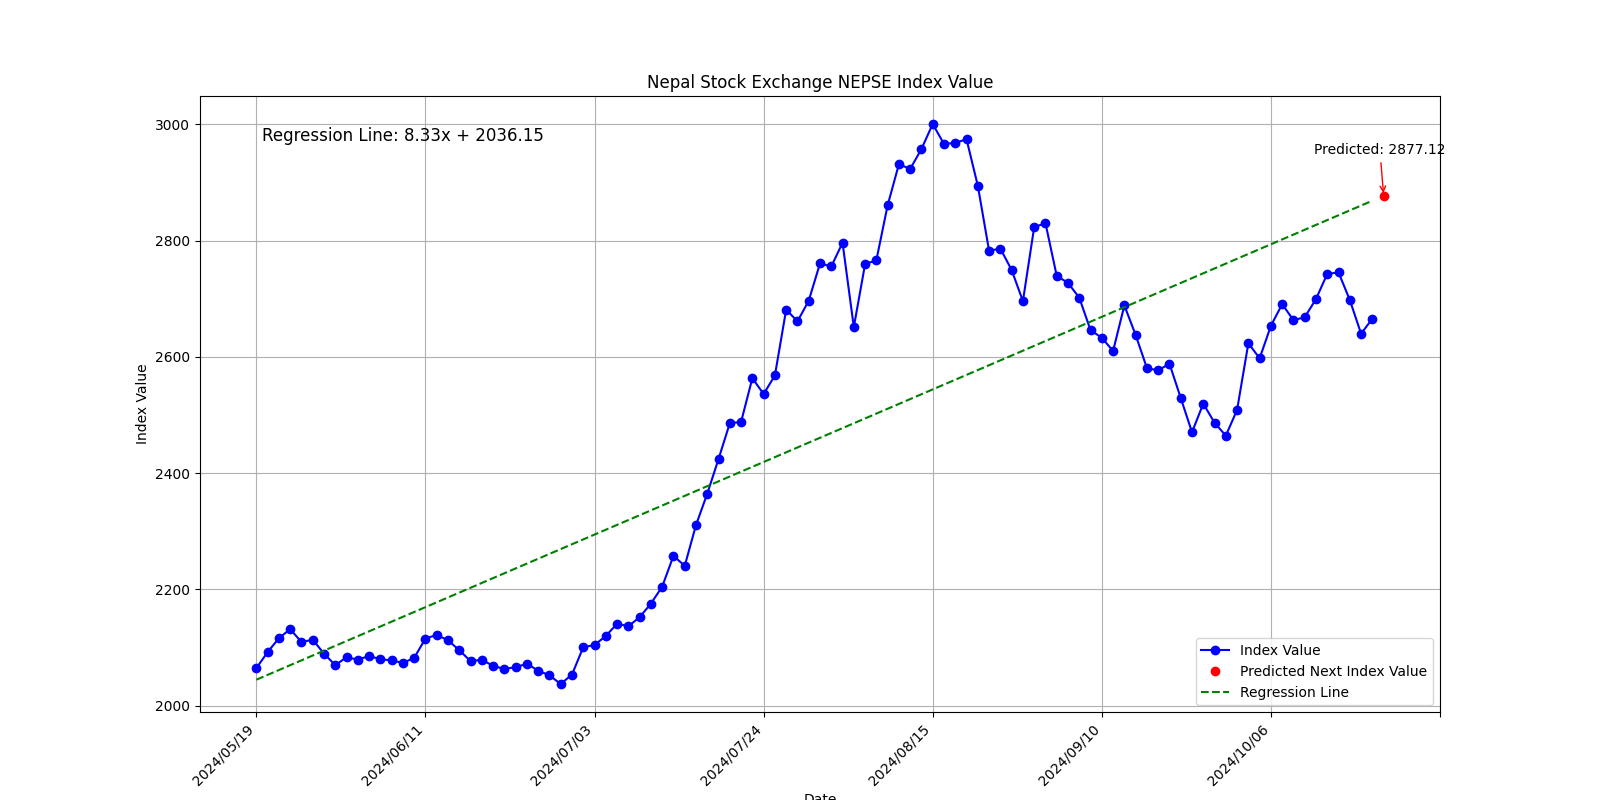 Nepal Stock Exchange NEPSE Index Value
Regression Line: 8.33x + 2036.15
Predicted: 2877.12
3000
2800
2600
2400
2200
2000
Index Value
Index Value
Predicted Next Index Value
Regression Line
2024/05/19
2024/06/11
2024/07/03
2024/07/24
2024/08/15
2024/09/10
2024/10/06
Date